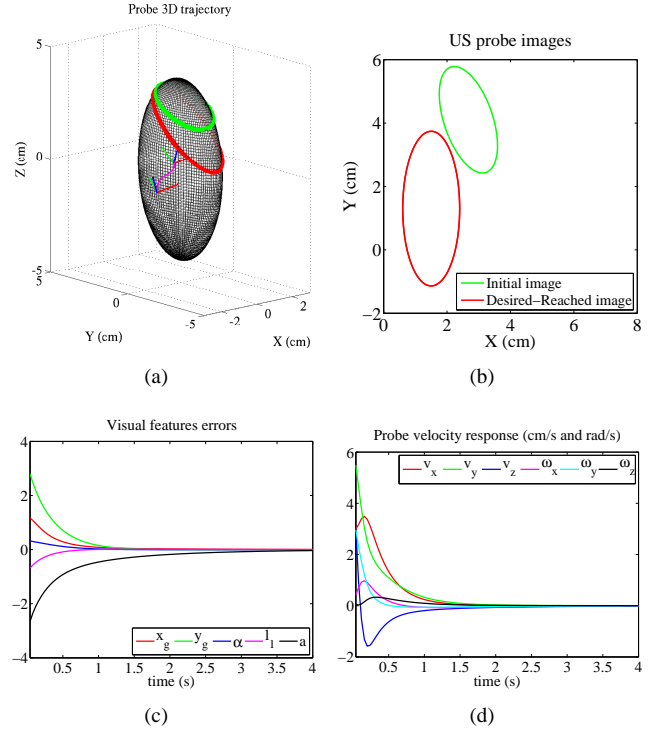 Probe 3D trajectory
5
0
-5
Z (cm)
5
0
-5
Y (cm)
-2
0
2
X (cm)
(a)
US probe images
6
4
2
0
-2
Y (cm)
0 2 4 6 8
X (cm)
Initial image
Desired-Reached image
(b)
Visual features errors
4
2
0
-2
-4
0.5 1 1.5 2 2.5 3 3.5 4
time (s)
x_g y_g α l_l a
(c)
Probe velocity response (cm/s and rad/s)
6
4
2
0
-2
0.5 1 1.5 2 2.5 3 3.5 4
time (s)
v_x v_y v_z ω_x ω_y ω_z
(d)